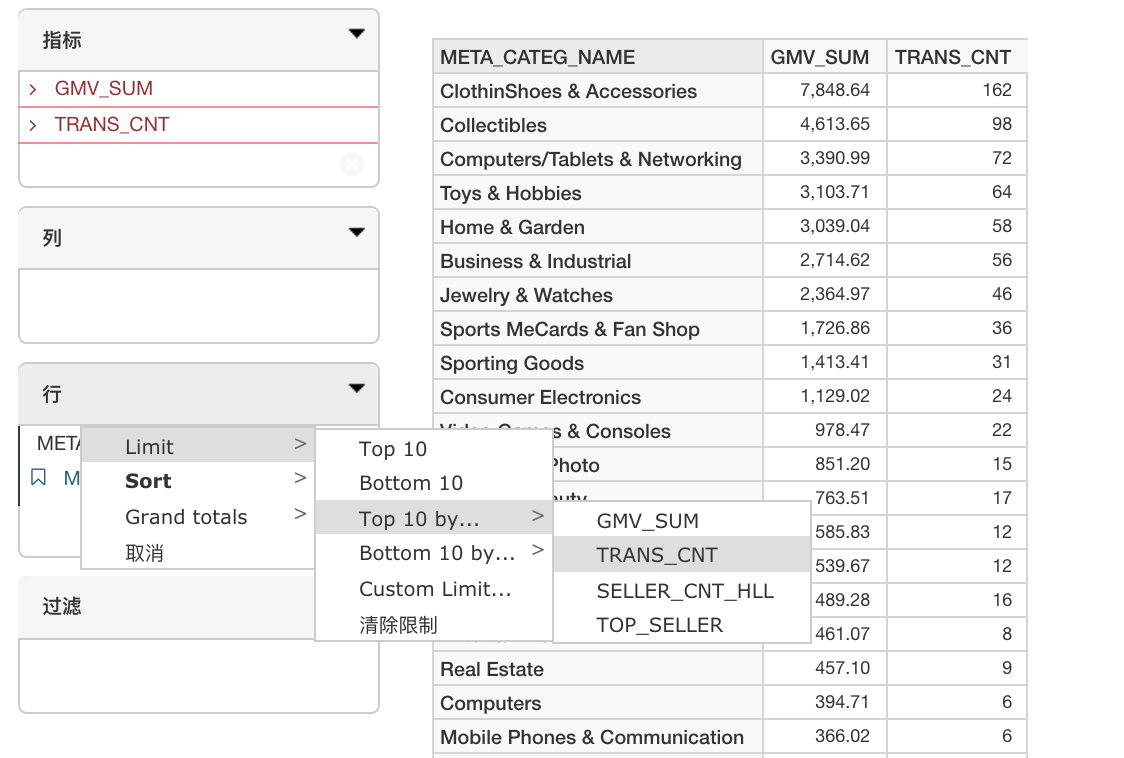 指标
GMV_SUM
TRANS_CNT
列
行
META
M
过滤
Limit >
Sort >
Grand totals >
取消
Top 10
Bottom 10
Top 10 by... >
Bottom 10 by... >
Custom Limit...
清除限制
GMV_SUM
TRANS_CNT
SELLER_CNT_HLL
TOP_SELLER
META_CATEG_NAME GMV_SUM TRANS_CNT
ClothinShoes & Accessories 7,848.64 162
Collectibles 4,613.65 98
Computers/Tablets & Networking 3,390.99 72
Toys & Hobbies 3,103.71 64
Home & Garden 3,039.04 58
Business & Industrial 2,714.62 56
Jewelry & Watches 2,364.97 46
Sports MeCards & Fan Shop 1,726.86 36
Sporting Goods 1,413.41 31
Consumer Electronics 1,129.02 24
Video Games & Consoles 978.47 22
Photo 851.20 15
763.51 17
585.83 12
539.67 12
489.28 16
461.07 8
Real Estate 457.10 9
Computers 394.71 6
Mobile Phones & Communication 366.02 6